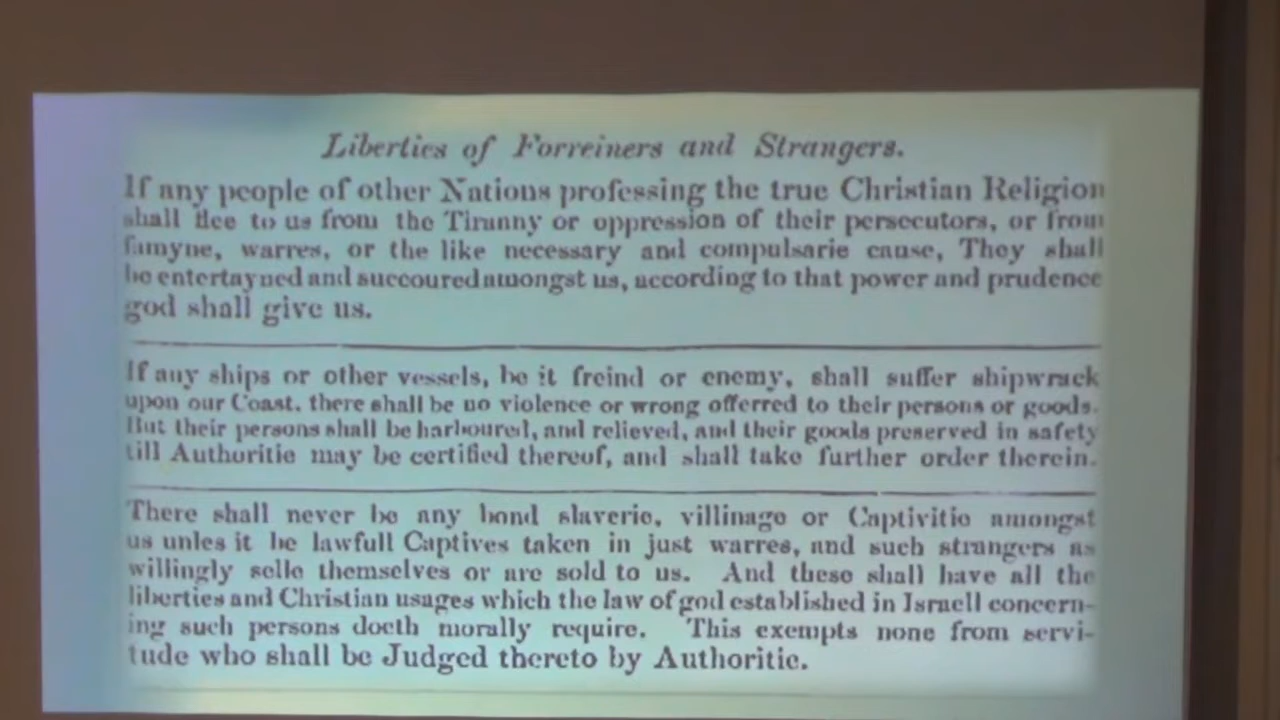 Liberties of Forreiners and Strangers.
If any people of other Nations professing the true Christian Religion
shall flee to us from the Tiranny or oppression of their persecutors, or from
famyne, warres, or the like necessary and compulsarie cause, They shall
be entertayned and succoured amongst us, according to that power and prudence
god shall give us.
If any ships or other vessels, be it freind or enemy, shall suffer shipwrack
upon our Coast, there shall be no violence or wrong offerred to their persons or goods.
But their persons shall be harboured, and relieved, and their goods preserved in safety
till Authoritie may be certified thereof, and shall take further order therein.
There shall never be any bond slaverie, villinage or Captivitie amongst
us unles it be lawfull Captives taken in just warres, and such strangers as
willingly selle themselves or are sold to us. And these shall have all the
liberties and Christian usages which the law of god established in Israell concern-
ing such persons doeth morally require. This exempts none from servi-
tude who shall be Judged thereto by Authoritie.